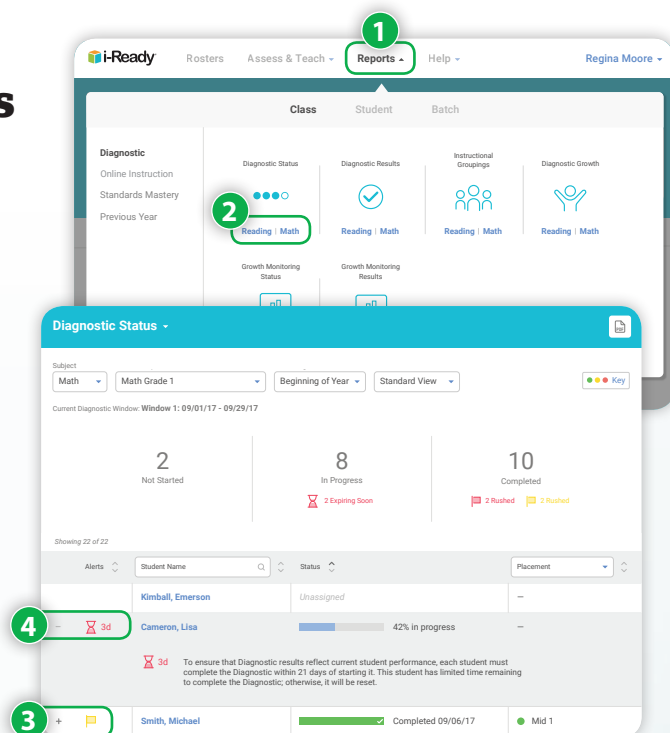 s
1
i-Ready Rosters Assess & Teach Reports Help Regina Moore
Class Student Batch
Diagnostic
Online Instruction
Standards Mastery
Previous Year
Diagnostic Status
Diagnostic Results
Instructional
Groupings
Diagnostic Growth
2
Reading | Math
Reading | Math
Reading | Math
Reading | Math
Growth Monitoring
Status
Growth Monitoring
Results
Diagnostic Status
PDF
Subject
Math Math Grade 1 Beginning of Year Standard View Key
Current Diagnostic Window: Window 1: 09/01/17 - 09/29/17
2
Not Started
8
In Progress
2 Expiring Soon
10
Completed
2 Rushed 2 Rushed
Showing 22 of 22
Alerts Student Name Status Placement
Kimball, Emerson Unassigned –
4 – 3d Cameron, Lisa 42% in progress –
3d To ensure that Diagnostic results reflect current student performance, each student must
complete the Diagnostic within 21 days of starting it. This student has limited time remaining
to complete the Diagnostic; otherwise, it will be reset.
3 + Smith, Michael Completed 09/06/17 Mid 1